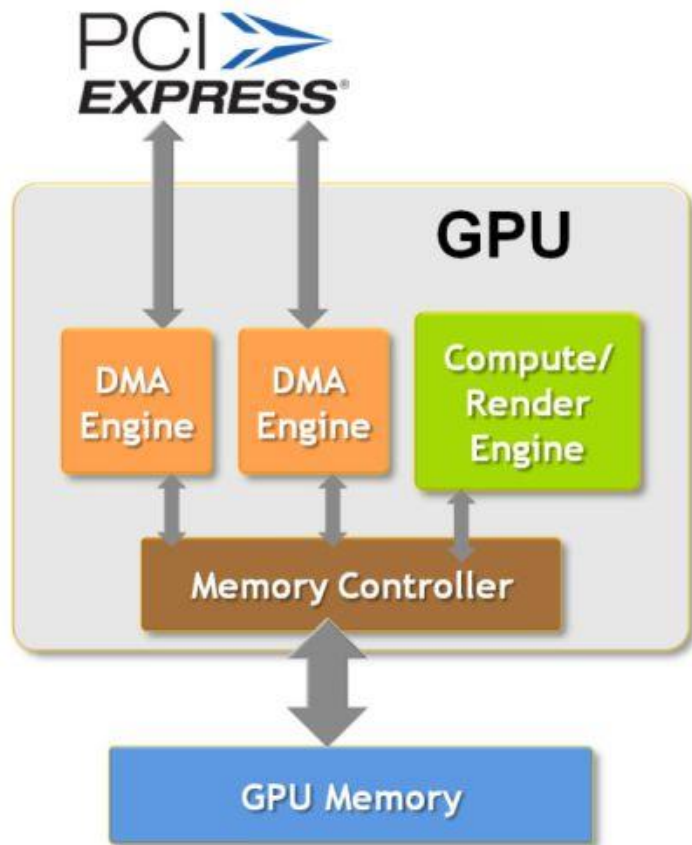 PCI
EXPRESS®
GPU
DMA
Engine
DMA
Engine
Compute/
Render
Engine
Memory Controller
GPU Memory